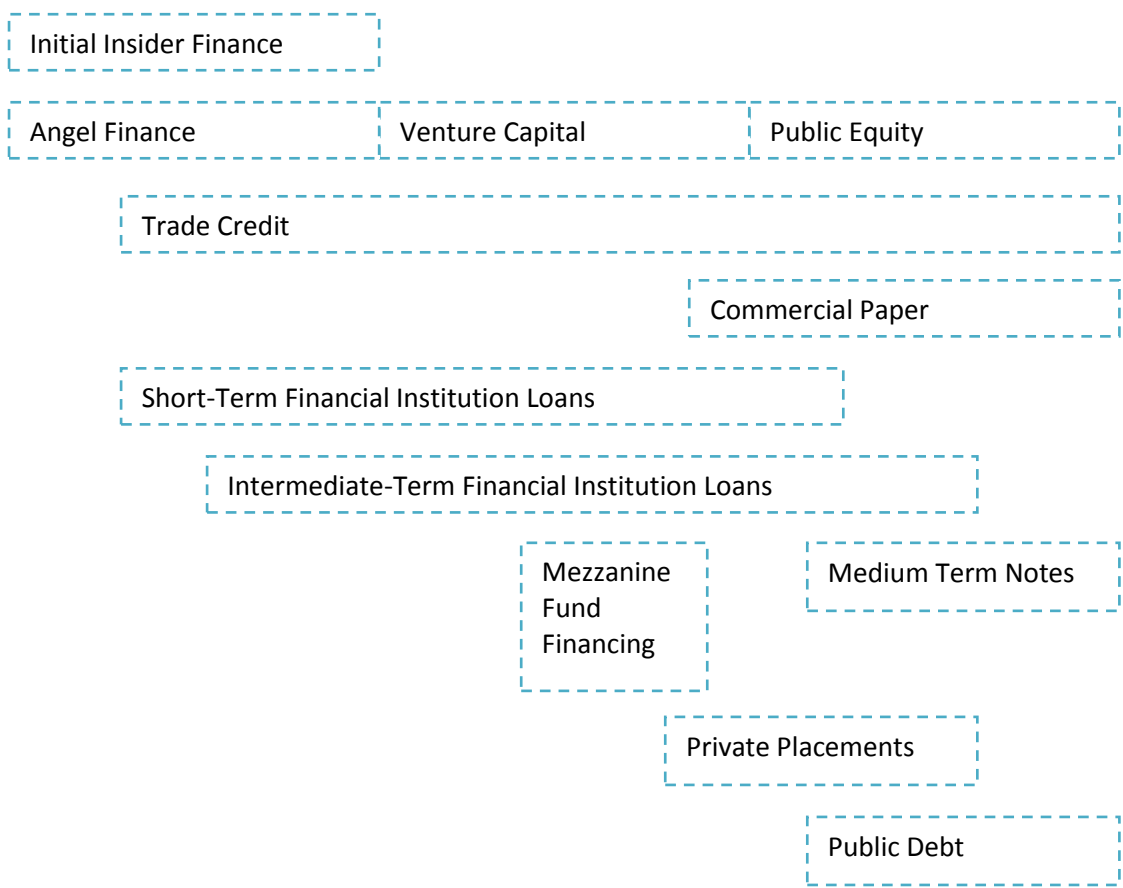 Initial Insider Finance
Angel Finance
Venture Capital
Public Equity
Trade Credit
Commercial Paper
Short-Term Financial Institution Loans
Intermediate-Term Financial Institution Loans
Mezzanine
Fund
Financing
Medium Term Notes
Private Placements
Public Debt